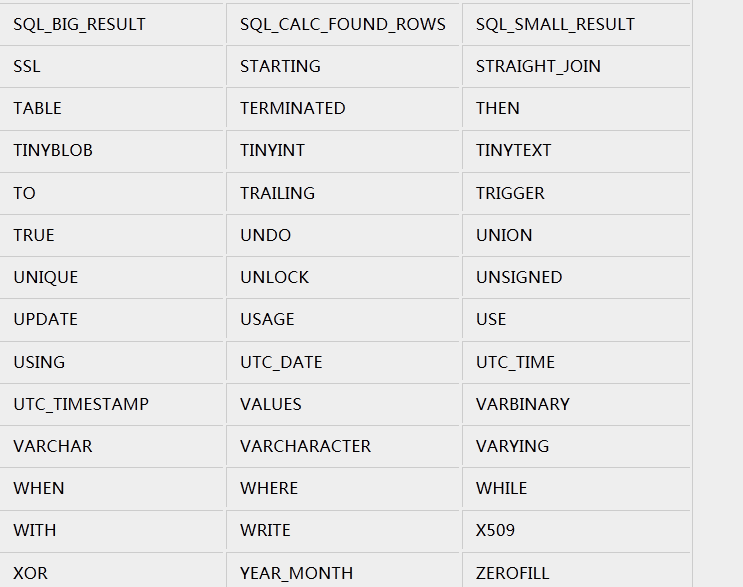 SQL_BIG_RESULT SQL_CALC_FOUND_ROWS SQL_SMALL_RESULT
SSL STARTING STRAIGHT_JOIN
TABLE TERMINATED THEN
TINYBLOB TINYINT TINYTEXT
TO TRAILING TRIGGER
TRUE UNDO UNION
UNIQUE UNLOCK UNSIGNED
UPDATE USAGE USE
USING UTC_DATE UTC_TIME
UTC_TIMESTAMP VALUES VARBINARY
VARCHAR VARCHARACTER VARYING
WHEN WHERE WHILE
WITH WRITE X509
XOR YEAR_MONTH ZEROFILL